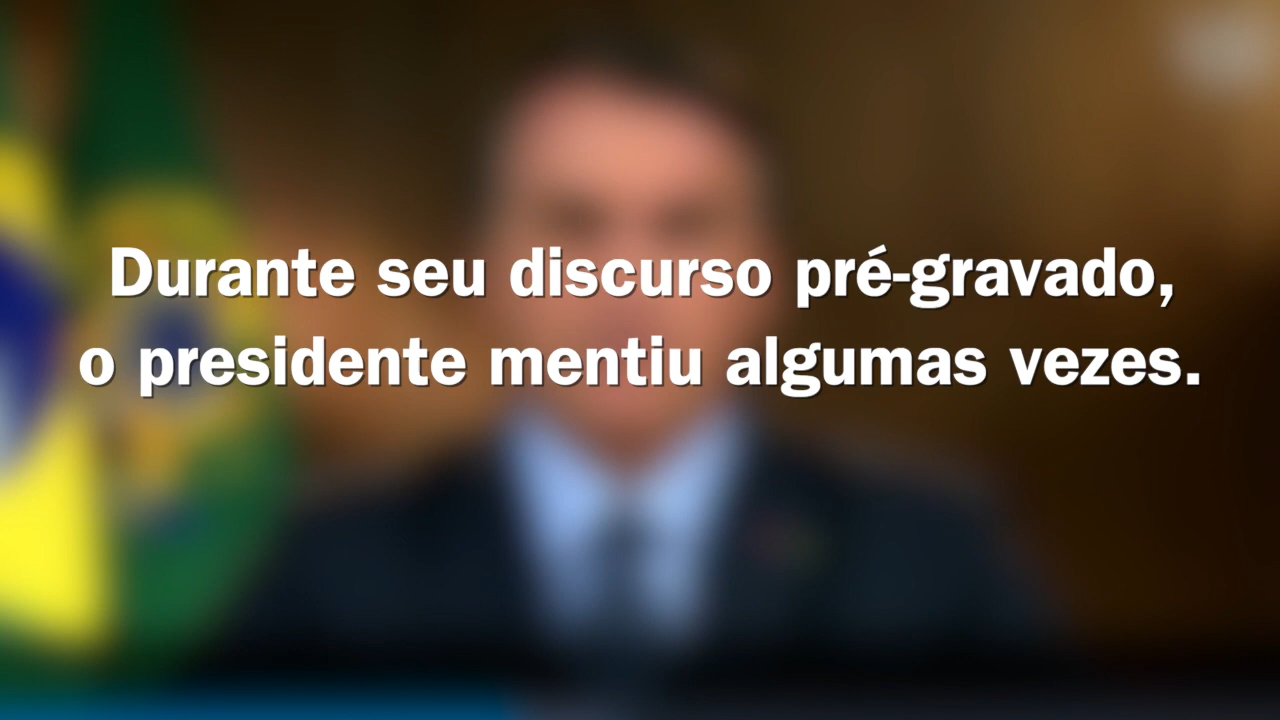 Durante seu discurso pré-gravado,
o presidente mentiu algumas vezes.